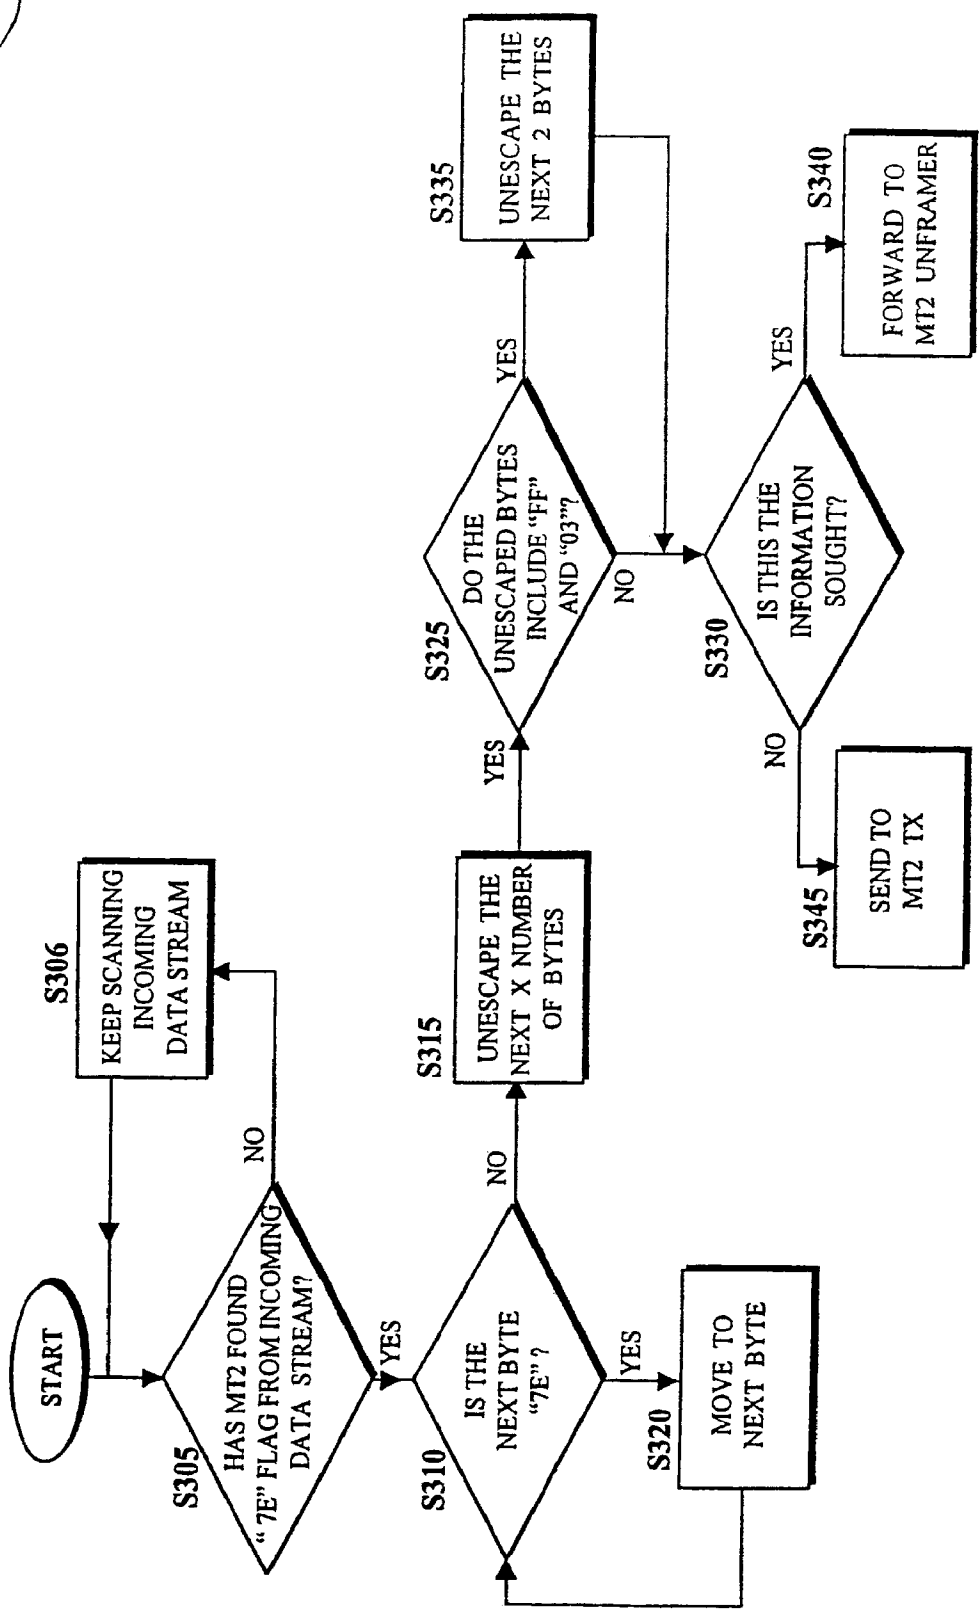 START
S305
HAS MT2 FOUND
“ 7E” FLAG FROM INCOMING
DATA STREAM?
NO
S306
KEEP SCANNING
INCOMING
DATA STREAM
YES
S310
IS THE
NEXT BYTE
“7E” ?
YES
S320
MOVE TO
NEXT BYTE
NO
S315
UNESCAPE THE
NEXT X NUMBER
OF BYTES
YES
S325
DO THE
UNESCAPED BYTES
INCLUDE “FF”
AND “03”?
YES
S335
UNESCAPE THE
NEXT 2 BYTES
NO
S330
IS THIS THE
INFORMATION
SOUGHT?
NO
S345
SEND TO
MT2 TX
YES
S340
FORWARD TO
MT2 UNFRAMER